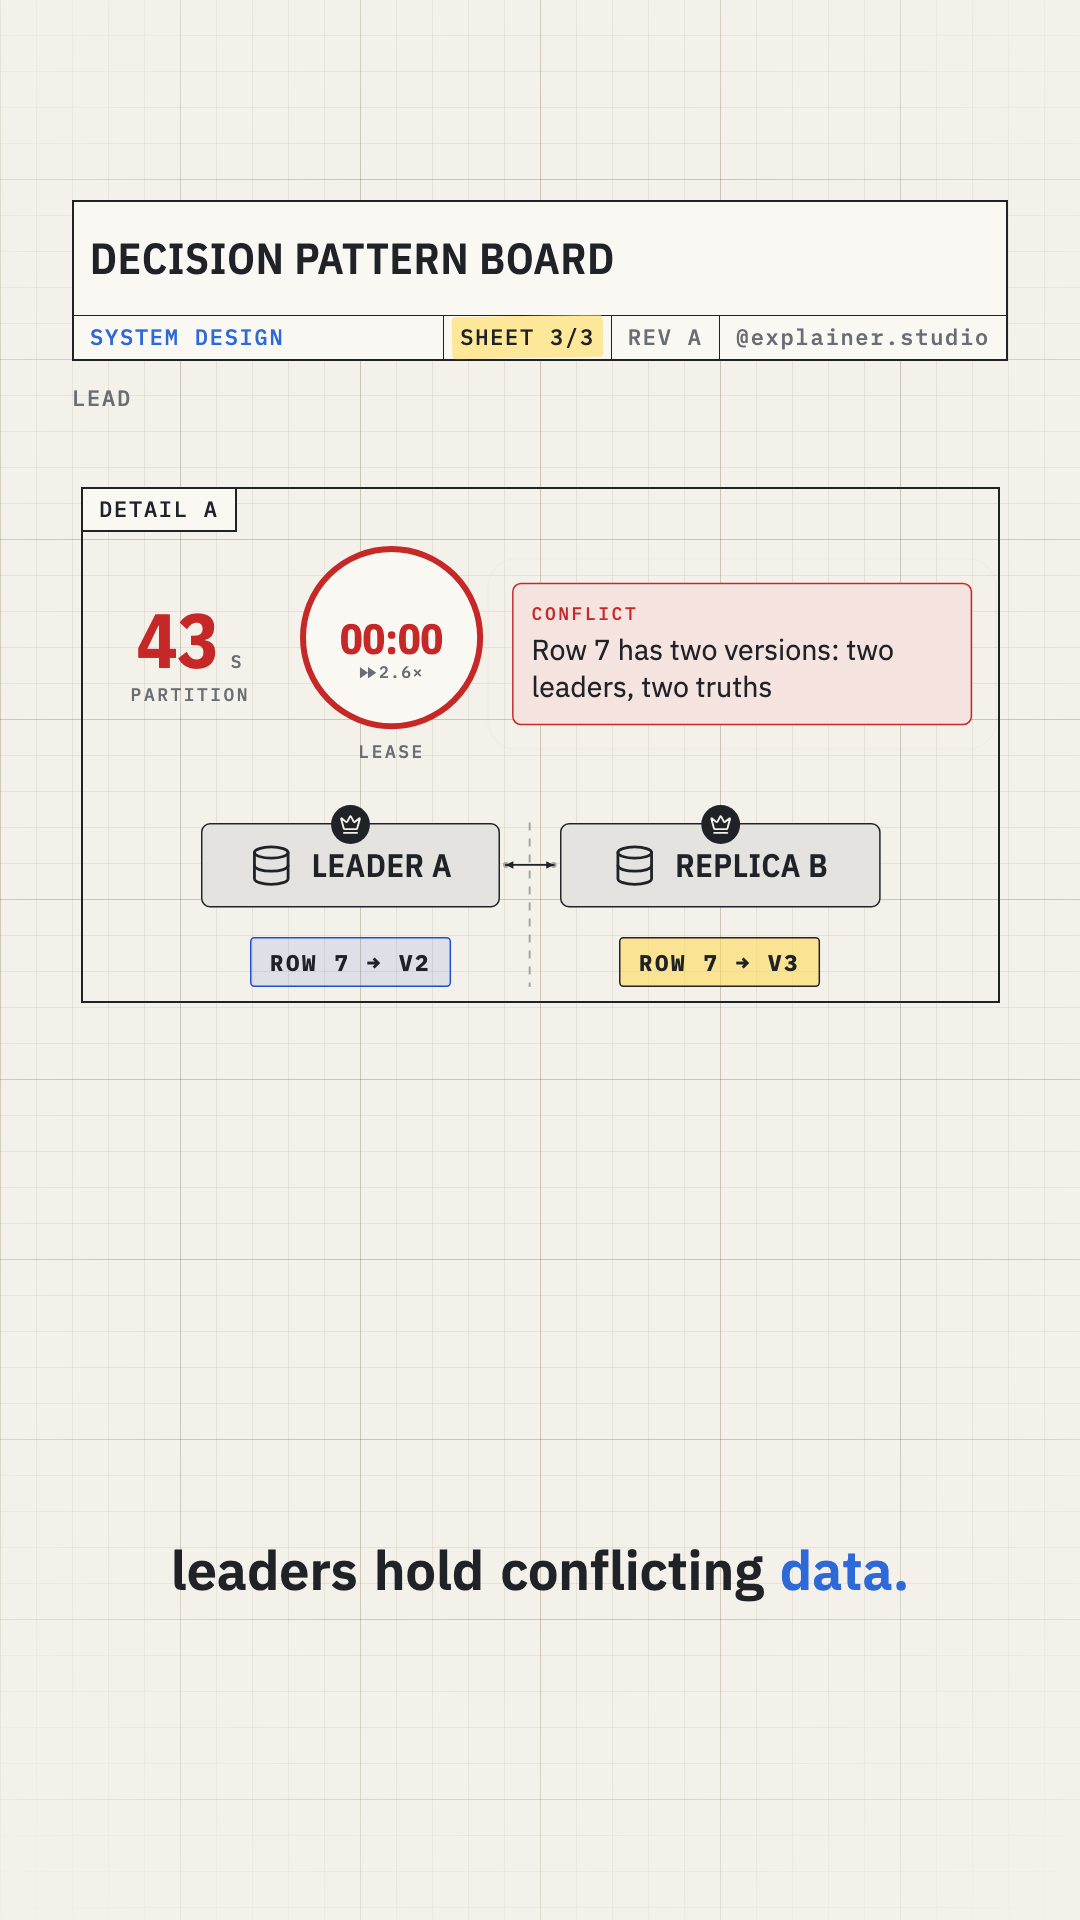 DECISION PATTERN BOARD
SYSTEM DESIGN
SHEET 3/3
REV A
@explainer.studio
LEAD
DETAIL A
43 S
PARTITION
00:00
2.6×
LEASE
CONFLICT
Row 7 has two versions: two
leaders, two truths
LEADER A
REPLICA B
ROW 7 → V2
ROW 7 → V3
leaders hold conflicting data.